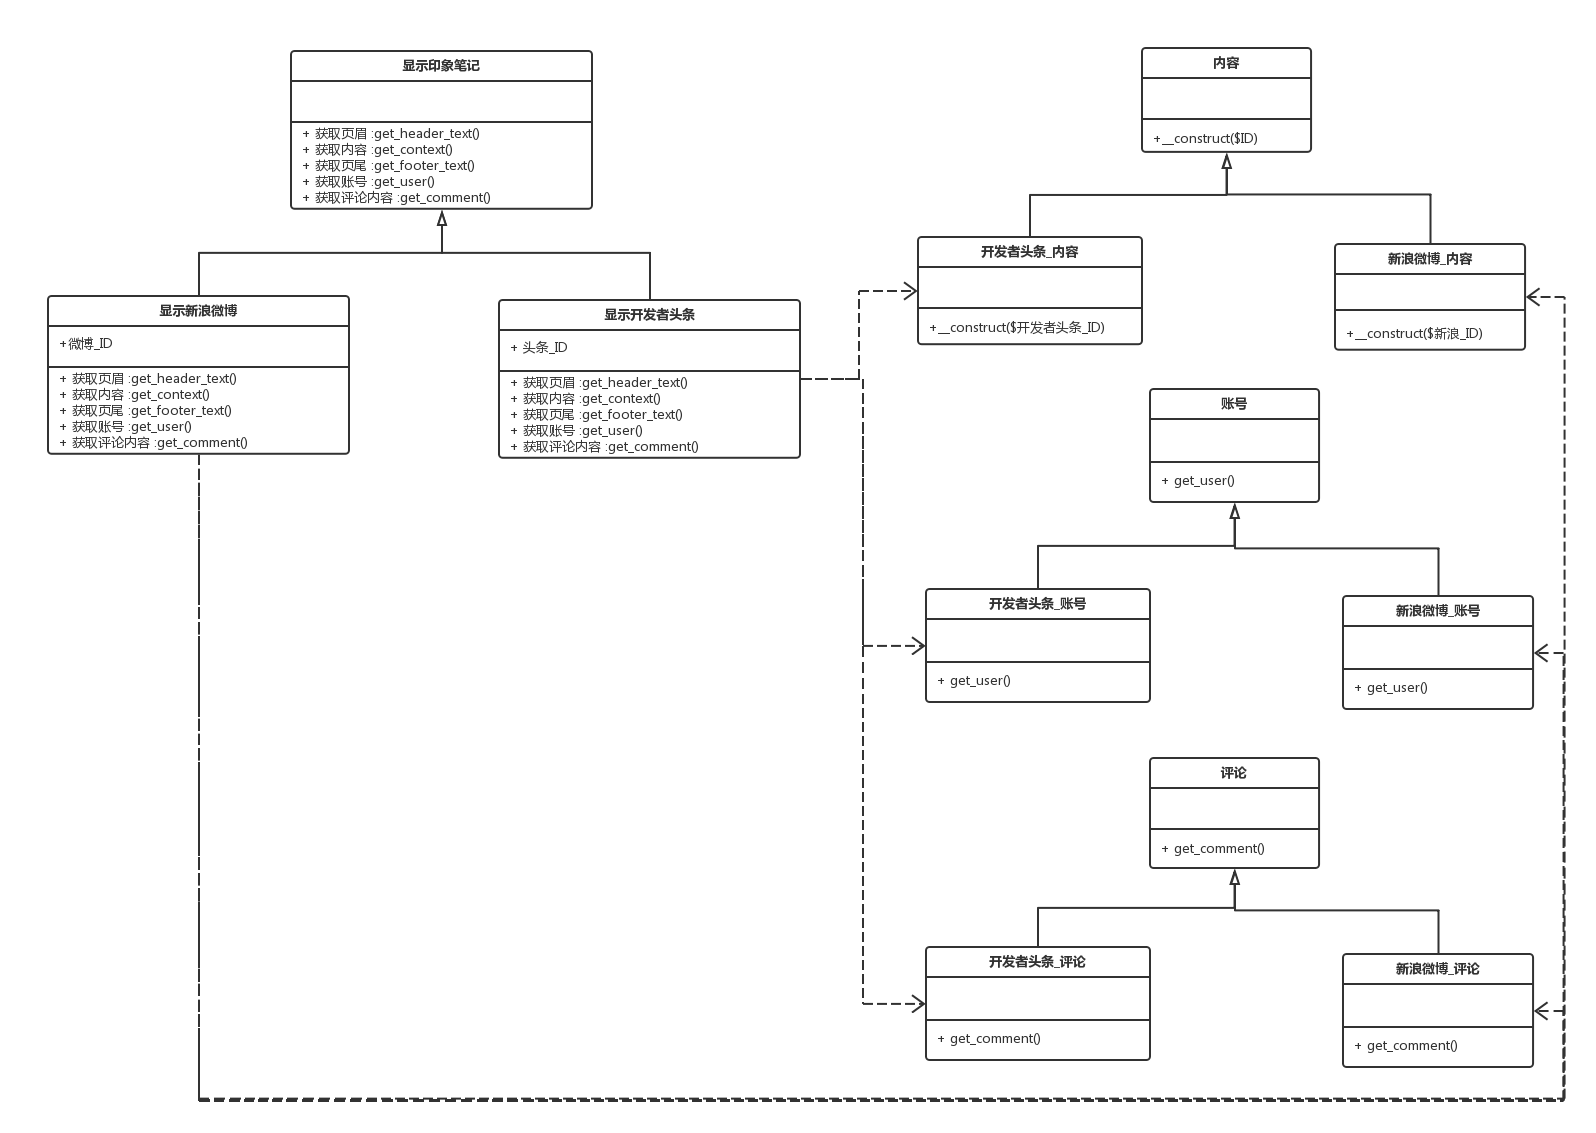 显示印象笔记
+ 获取页眉 :get_header_text()
+ 获取内容 :get_context()
+ 获取页尾 :get_footer_text()
+ 获取账号 :get_user()
+ 获取评论内容 :get_comment()
内容
+__construct($ID)
显示新浪微博
+微博_ID
+ 获取页眉 :get_header_text()
+ 获取内容 :get_context()
+ 获取页尾 :get_footer_text()
+ 获取账号 :get_user()
+ 获取评论内容 :get_comment()
显示开发者头条
+ 头条_ID
+ 获取页眉 :get_header_text()
+ 获取内容 :get_context()
+ 获取页尾 :get_footer_text()
+ 获取账号 :get_user()
+ 获取评论内容 :get_comment()
开发者头条_内容
+__construct($开发者头条_ID)
新浪微博_内容
+__construct($新浪_ID)
账号
+ get_user()
开发者头条_账号
+ get_user()
新浪微博_账号
+ get_user()
评论
+ get_comment()
开发者头条_评论
+ get_comment()
新浪微博_评论
+ get_comment()